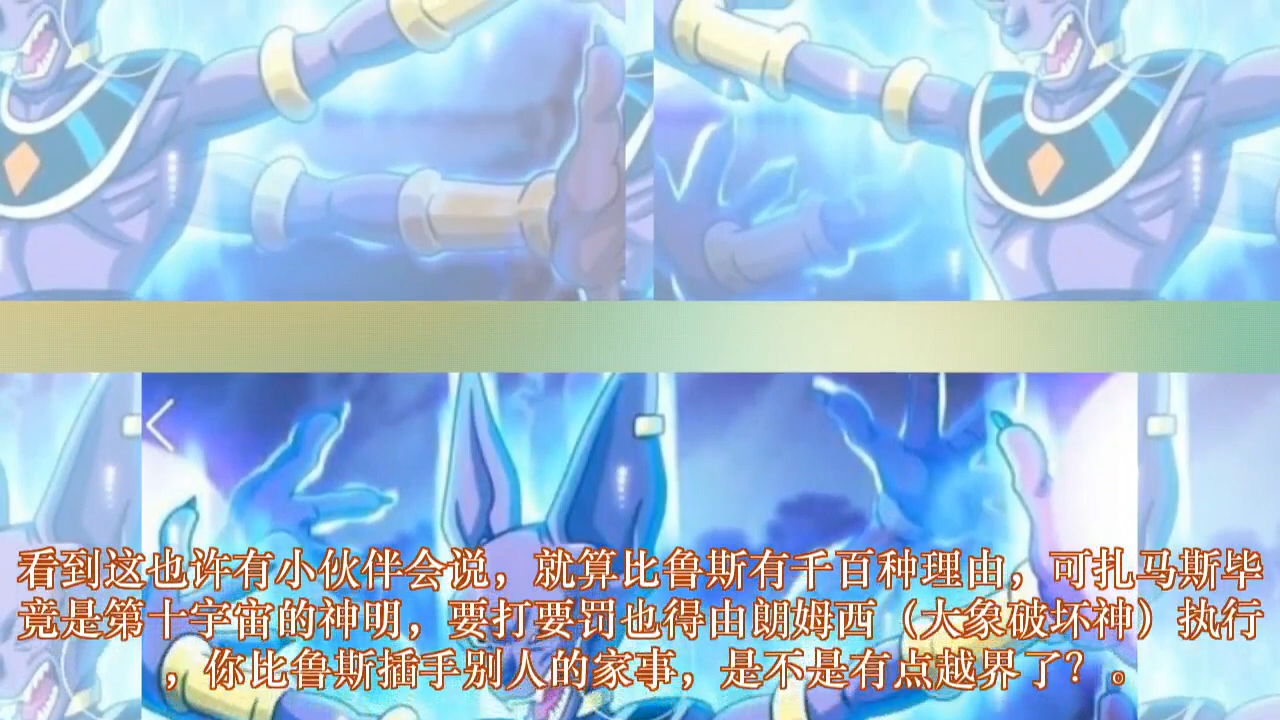 看到这也许有小伙伴会说，就算比鲁斯有千百种理由，可扎马斯毕
竟是第十宇宙的神明，要打要罚也得由朗姆西（大象破坏神）执行
，你比鲁斯插手别人的家事，是不是有点越界了？。